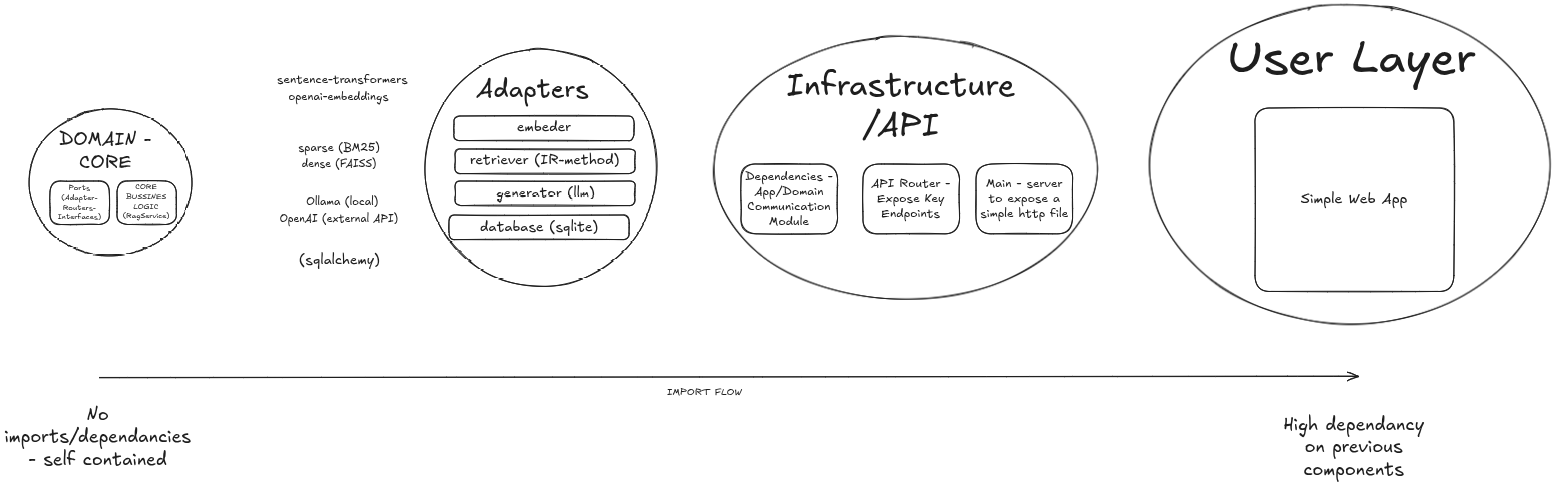 DOMAIN -
CORE
Ports
(Adapter-
Routers-
Interfaces)
CORE
BUSSINES
LOGIC
(RagService)
sentence-transformers
openai-embeddings
sparse (BM25)
dense (FAISS)
Ollama (local)
OpenAI (external API)
(sqlalchemy)
Adapters
embeder
retriever (IR-method)
generator (llm)
database (sqlite)
Infrastructure
/API
Dependencies -
App/Domain
Communication
Module
API Router -
Expose Key
Endpoints
Main - server
to expose a
simple http file
User Layer
Simple Web App
IMPORT FLOW
No
imports/dependancies
- self contained
High dependancy
on previous
components